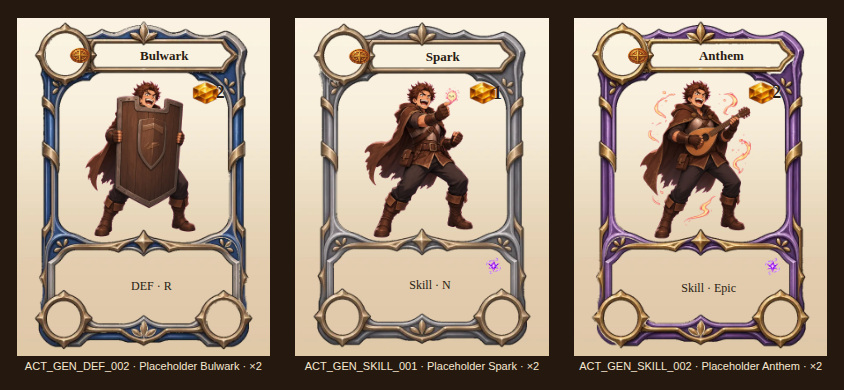 Bulwark
2
DEF · R
ACT_GEN_DEF_002 · Placeholder Bulwark · ×2
Spark
1
Skill · N
ACT_GEN_SKILL_001 · Placeholder Spark · ×2
Anthem
2
Skill · Epic
ACT_GEN_SKILL_002 · Placeholder Anthem · ×2